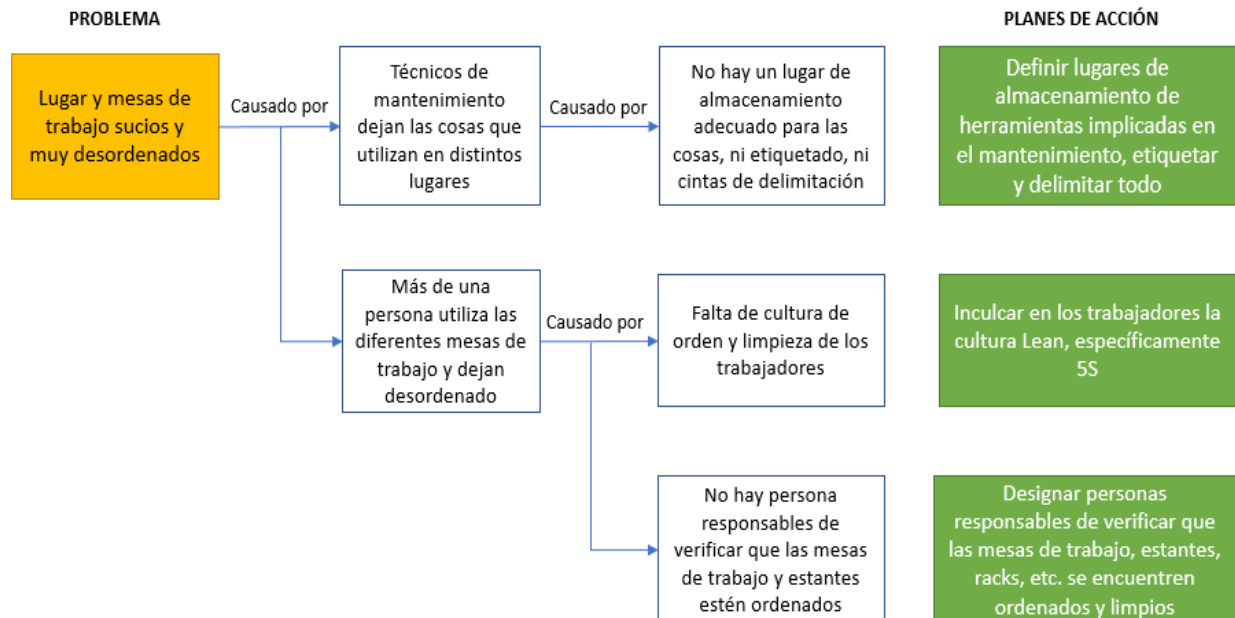 PROBLEMA
PLANES DE ACCIÓN
Lugar y mesas de
trabajo sucios y
muy desordenados
Causado por
Técnicos de
mantenimiento
dejan las cosas que
utilizan en distintos
lugares
Causado por
No hay un lugar de
almacenamiento
adecuado para las
cosas, ni etiquetado, ni
cintas de delimitación
Definir lugares de
almacenamiento de
herramientas implicadas en
el mantenimiento, etiquetar
y delimitar todo
Más de una
persona utiliza las
diferentes mesas de
trabajo y dejan
desordenado
Causado por
Falta de cultura de
orden y limpieza de los
trabajadores
Inculcar en los trabajadores la
cultura Lean, específicamente
5S
No hay persona
responsables de
verificar que las mesas
de trabajo y estantes
estén ordenados
Designar personas
responsables de verificar que
las mesas de trabajo, estantes,
racks, etc. se encuentren
ordenados y limpios